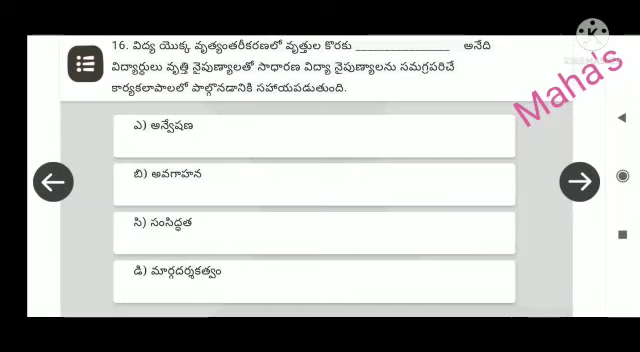 16. విద్య యొక్క వృత్యంతరీకరణలో వృత్తుల కొరకు ________________ అనేది
విద్యార్థులు వృత్తి నైపుణ్యాలతో సాధారణ విద్యా నైపుణ్యాలను సమగ్రపరిచే
కార్యకలాపాలలో పాల్గొనడానికి సహాయపడుతుంది.
Maha's
ఎ) అన్వేషణ
బి) అవగాహన
సి) సంసిద్ధత
డి) మార్గదర్శకత్వం